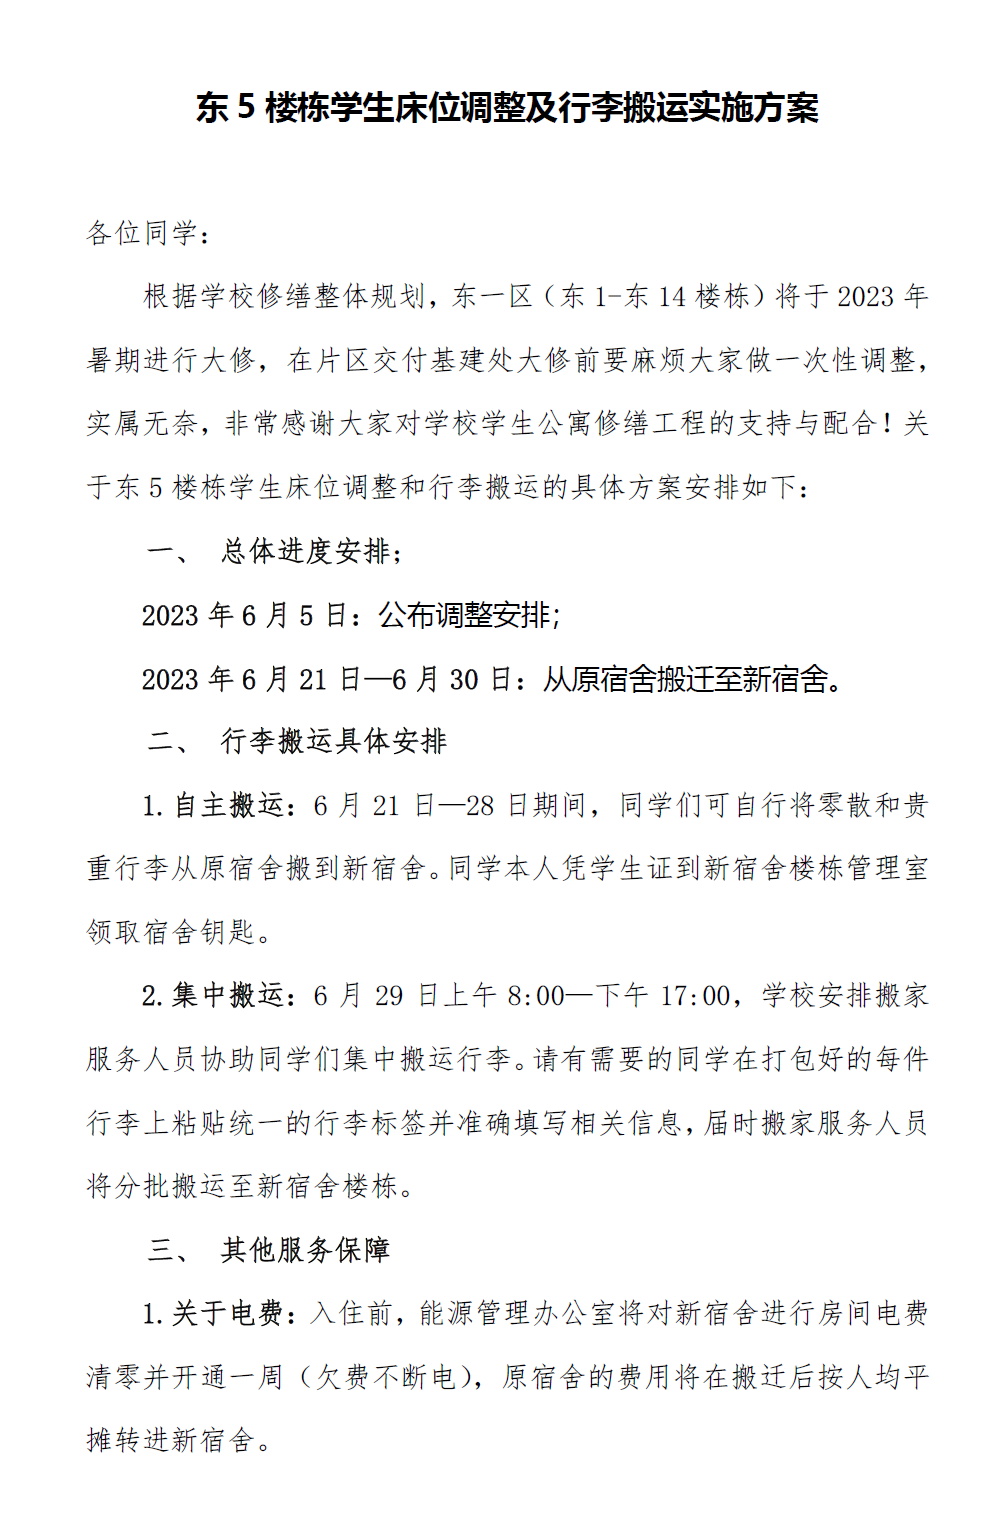 东 5 楼栋学生床位调整及行李搬运实施方案
各位同学：
根据学校修缮整体规划，东一区（东 1-东 14 楼栋）将于 2023 年
暑期进行大修，在片区交付基建处大修前要麻烦大家做一次性调整，
实属无奈，非常感谢大家对学校学生公寓修缮工程的支持与配合！关
于东 5 楼栋学生床位调整和行李搬运的具体方案安排如下：
一、 总体进度安排；
2023 年 6 月 5 日：公布调整安排；
2023 年 6 月 21 日—6 月 30 日：从原宿舍搬迁至新宿舍。
二、 行李搬运具体安排
1.自主搬运：6 月 21 日—28 日期间，同学们可自行将零散和贵
重行李从原宿舍搬到新宿舍。同学本人凭学生证到新宿舍楼栋管理室
领取宿舍钥匙。
2.集中搬运：6 月 29 日上午 8:00—下午 17:00，学校安排搬家
服务人员协助同学们集中搬运行李。请有需要的同学在打包好的每件
行李上粘贴统一的行李标签并准确填写相关信息，届时搬家服务人员
将分批搬运至新宿舍楼栋。
三、 其他服务保障
1.关于电费：入住前，能源管理办公室将对新宿舍进行房间电费
清零并开通一周（欠费不断电），原宿舍的费用将在搬迁后按人均平
摊转进新宿舍。